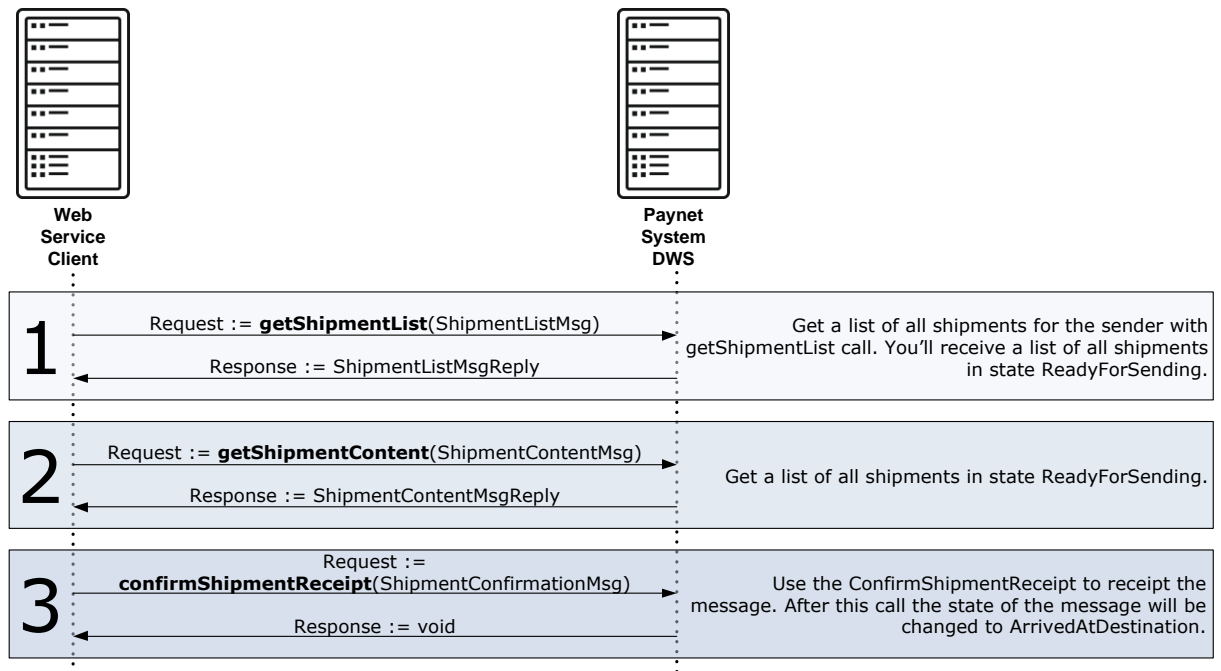 Web
Service
Client
Paynet
System
DWS
1
Request := getShipmentList(ShipmentListMsg)
Response := ShipmentListMsgReply
Get a list of all shipments for the sender with
getShipmentList call. You'll receive a list of all shipments
in state ReadyForSending.
2
Request := getShipmentContent(ShipmentContentMsg)
Response := ShipmentContentMsgReply
Get a list of all shipments in state ReadyForSending.
3
Request :=
confirmShipmentReceipt(ShipmentConfirmationMsg)
Response := void
Use the ConfirmShipmentReceipt to receipt the
message. After this call the state of the message will be
changed to ArrivedAtDestination.